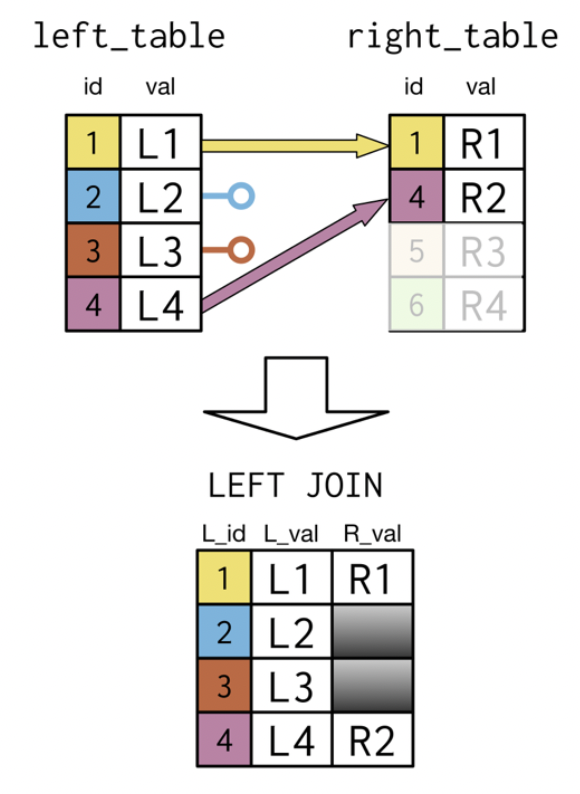 left_table right_table
id val id val
1 L1 1 R1
2 L2 4 R2
3 L3 5 R3
4 L4 6 R4
LEFT JOIN
L_id L_val R_val
1 L1 R1
2 L2
3 L3
4 L4 R2